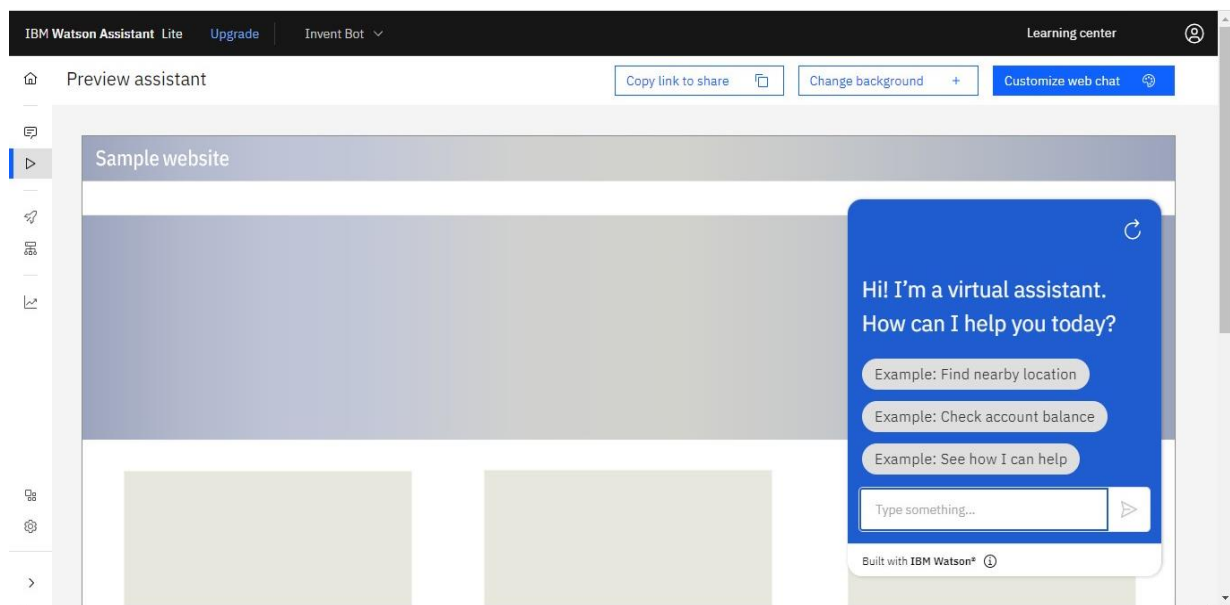 IBM Watson Assistant Lite Upgrade Invent Bot Learning center
Preview assistant Copy link to share Change background + Customize web chat
Sample website
Hi! I'm a virtual assistant.
How can I help you today?
Example: Find nearby location
Example: Check account balance
Example: See how I can help
Type something...
Built with IBM Watson®